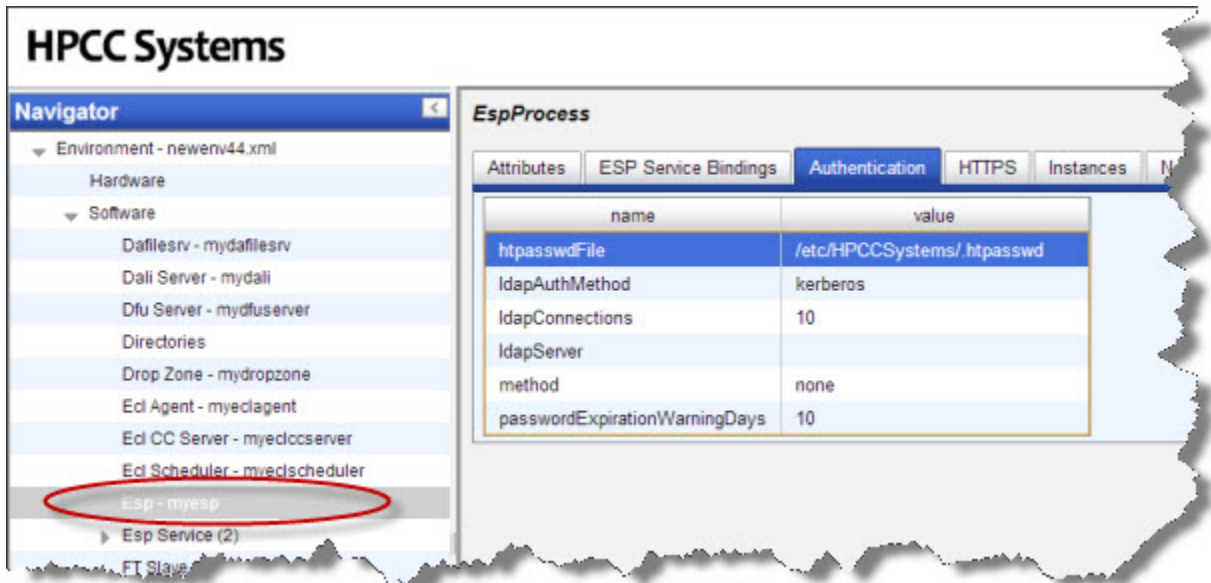 HPCC Systems
Navigator
Environment - newenv44.xml
Hardware
Software
Dafilesrv - mydafilesrv
Dali Server - mydali
Dfu Server - mydfuserver
Directories
Drop Zone - mydropzone
Ecl Agent - myeclagent
Ecl CC Server - myeclccserver
Ecl Scheduler - myeclscheduler
Esp - myesp
Esp Service (2)
FT Slave
EspProcess
Attributes ESP Service Bindings Authentication HTTPS Instances
name value
htpasswdFile /etc/HPCCSystems/.htpasswd
ldapAuthMethod kerberos
ldapConnections 10
ldapServer
method none
passwordExpirationWarningDays 10